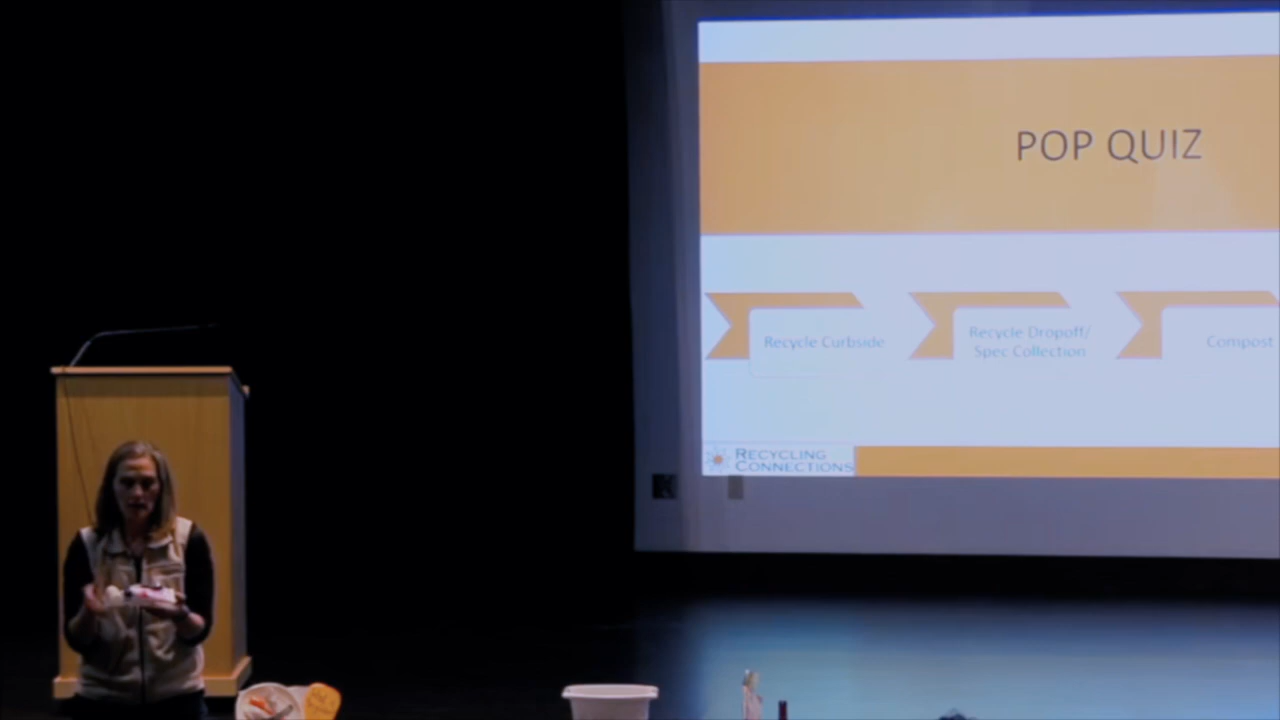 POP QUIZ
Recycle Curbside
Recycle Dropoff/
Spec Collection
Compost
RECYCLING
CONNECTIONS